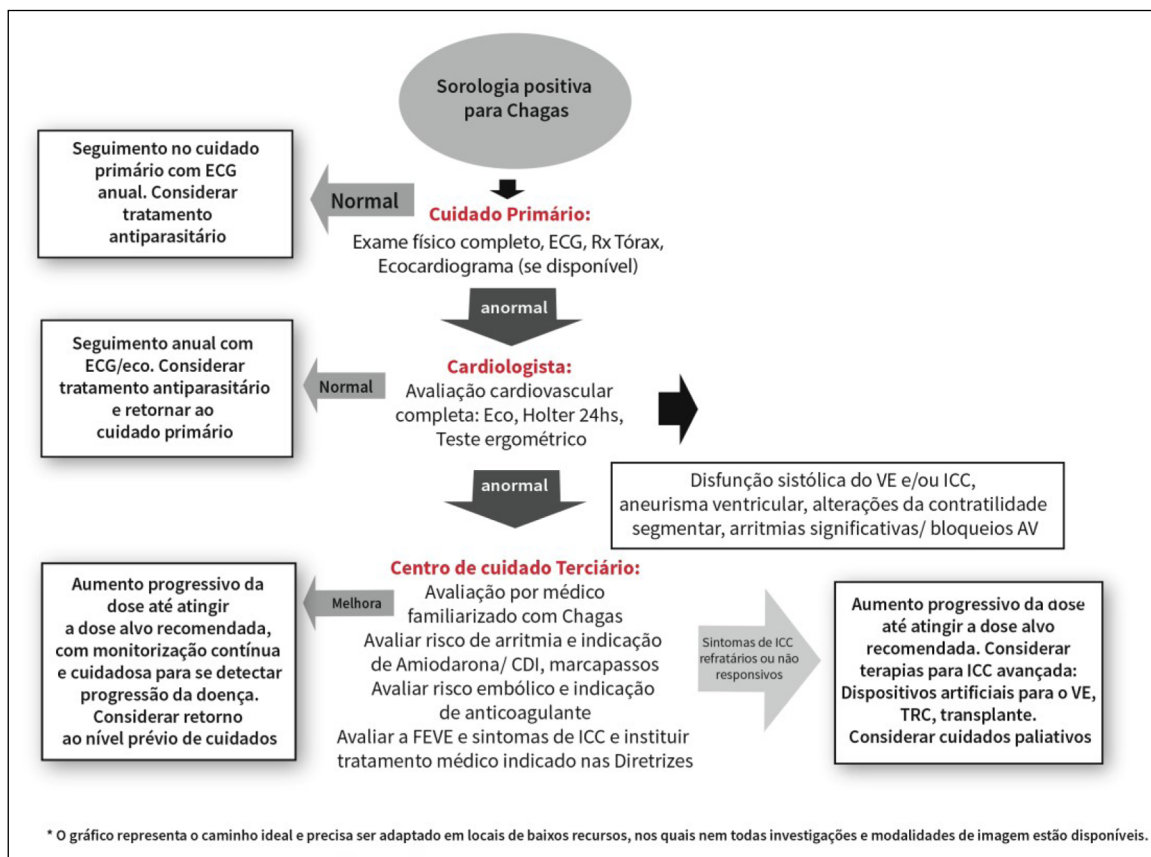 Sorologia positiva
para Chagas
Seguimento no cuidado
primário com ECG
anual. Considerar
tratamento
antiparasitário
Normal
Cuidado Primário:
Exame físico completo, ECG, Rx Tórax,
Ecocardiograma (se disponível)
anormal
Seguimento anual com
ECG/eco. Considerar
tratamento antiparasitário
e retornar ao
cuidado primário
Normal
Cardiologista:
Avaliação cardiovascular
completa: Eco, Holter 24hs,
Teste ergométrico
anormal
Disfunção sistólica do VE e/ou ICC,
aneurisma ventricular, alterações da contratilidade
segmentar, arritmias significativas/ bloqueios AV
Aumento progressivo da
dose até atingir
a dose alvo recomendada,
com monitorização contínua
e cuidadosa para se detectar
progressão da doença.
Considerar retorno
ao nível prévio de cuidados
Melhora
Centro de cuidado Terciário:
Avaliação por médico
familiarizado com Chagas
Avaliar risco de arritmia e indicação
de Amiodarona/ CDI, marcapassos
Avaliar risco embólico e indicação
de anticoagulante
Avaliar a FEVE e sintomas de ICC e instituir
tratamento médico indicado nas Diretrizes
Sintomas de ICC
refratários ou não
responsivos
Aumento progressivo da dose
até atingir a dose alvo
recomendada. Considerar
terapias para ICC avançada:
Dispositivos artificiais para o VE,
TRC, transplante.
Considerar cuidados paliativos
* O gráfico representa o caminho ideal e precisa ser adaptado em locais de baixos recursos, nos quais nem todas investigações e modalidades de imagem estão disponíveis.